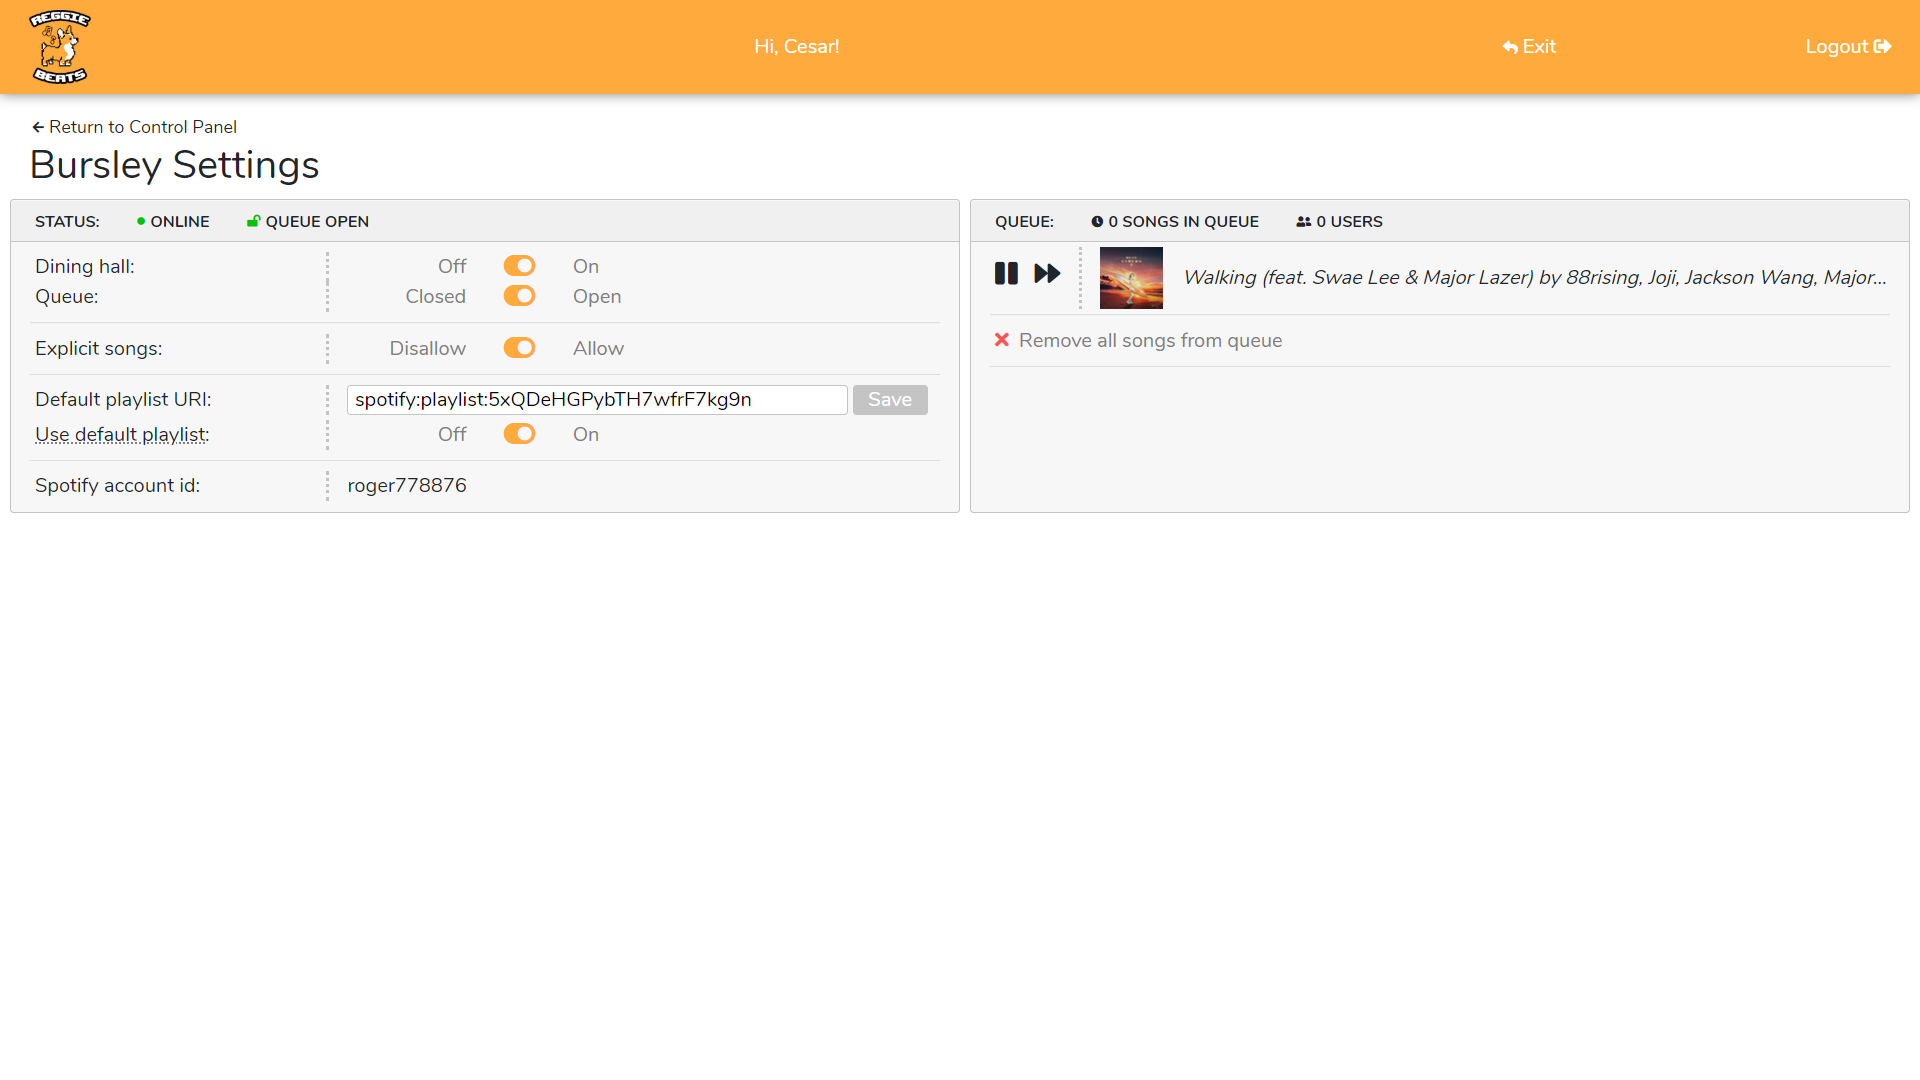 REGGIE
BEATS
Hi, Cesar!
Exit
Logout
Return to Control Panel
Bursley Settings
STATUS: ONLINE QUEUE OPEN
Dining hall: Off On
Queue: Closed Open
Explicit songs: Disallow Allow
Default playlist URI: spotify:playlist:5xQDeHGPybTH7wfrF7kg9n Save
Use default playlist: Off On
Spotify account id: roger778876
QUEUE: 0 SONGS IN QUEUE 0 USERS
Walking (feat. Swae Lee & Major Lazer) by 88rising, Joji, Jackson Wang, Major...
Remove all songs from queue